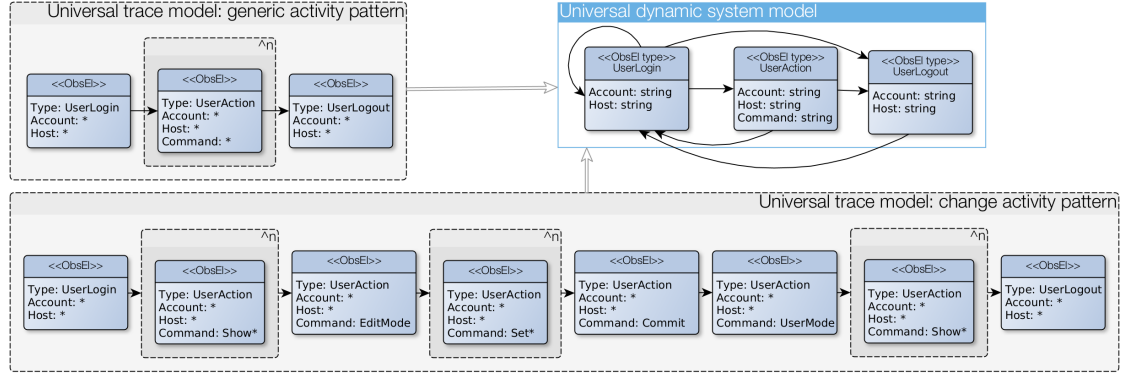 Universal trace model: generic activity pattern
^n
<<ObsEl>>
Type: UserLogin
Account: *
Host: *
<<ObsEl>>
Type: UserAction
Account: *
Host: *
Command: *
<<ObsEl>>
Type: UserLogout
Account: *
Host: *
Universal dynamic system model
<<ObsEl type>>
UserLogin
Account: string
Host: string
<<ObsEl type>>
UserAction
Account: string
Host: string
Command: string
<<ObsEl type>>
UserLogout
Account: string
Host: string
Universal trace model: change activity pattern
<<ObsEl>>
Type: UserLogin
Account: *
Host: *
^n
<<ObsEl>>
Type: UserAction
Account: *
Host: *
Command: Show*
<<ObsEl>>
Type: UserAction
Account: *
Host: *
Command: EditMode
^n
<<ObsEl>>
Type: UserAction
Account: *
Host: *
Command: Set*
<<ObsEl>>
Type: UserAction
Account: *
Host: *
Command: Commit
<<ObsEl>>
Type: UserAction
Account: *
Host: *
Command: UserMode
^n
<<ObsEl>>
Type: UserAction
Account: *
Host: *
Command: Show*
<<ObsEl>>
Type: UserLogout
Account: *
Host: *